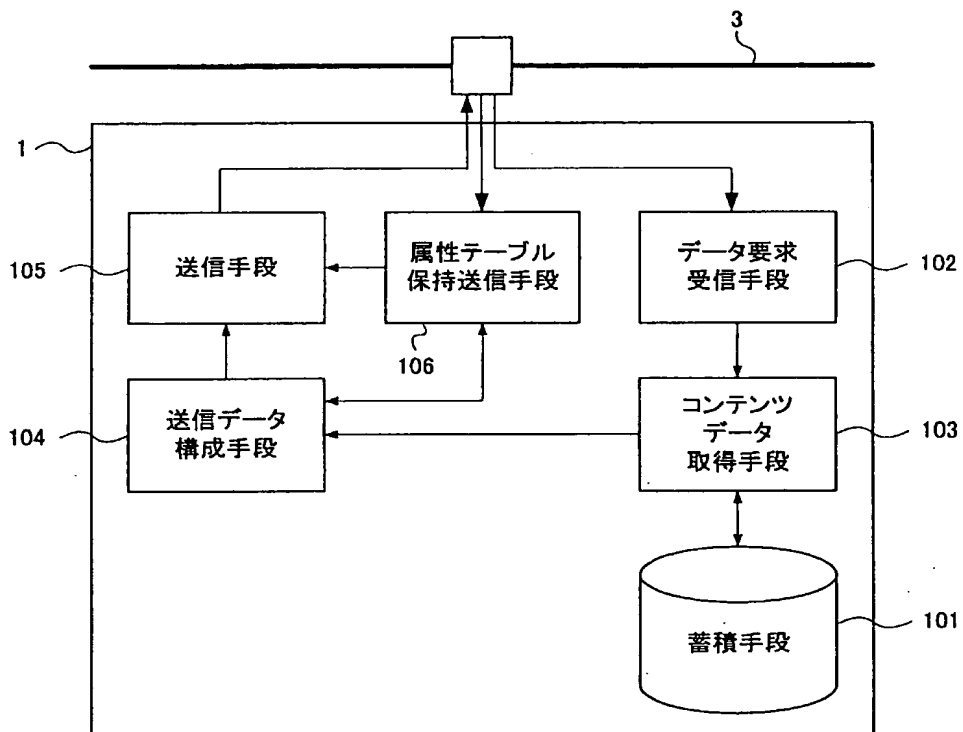 3
1
送信手段
105
属性テーブル
保持送信手段
106
データ要求
受信手段
102
送信データ
構成手段
104
コンテンツ
データ
取得手段
103
蓄積手段
101